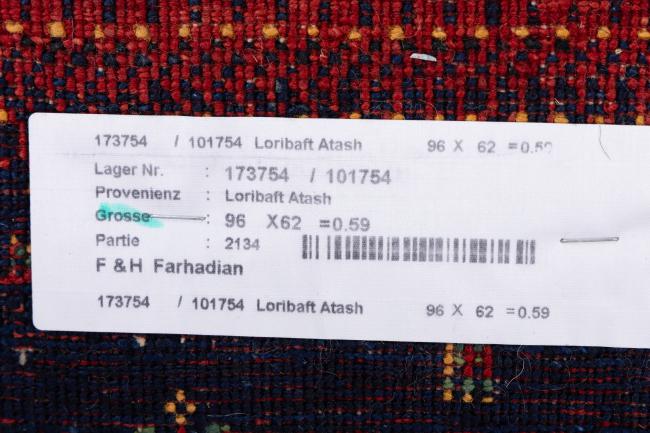 173754 / 101754 Loribaft Atash 96 X 62 =0.59
Lager Nr. : 173754 / 101754
Provenienz : Loribaft Atash
Grosse : 96 X62 =0.59
Partie : 2134
F &H Farhadian
173754 / 101754 Loribaft Atash 96 X 62 =0.59